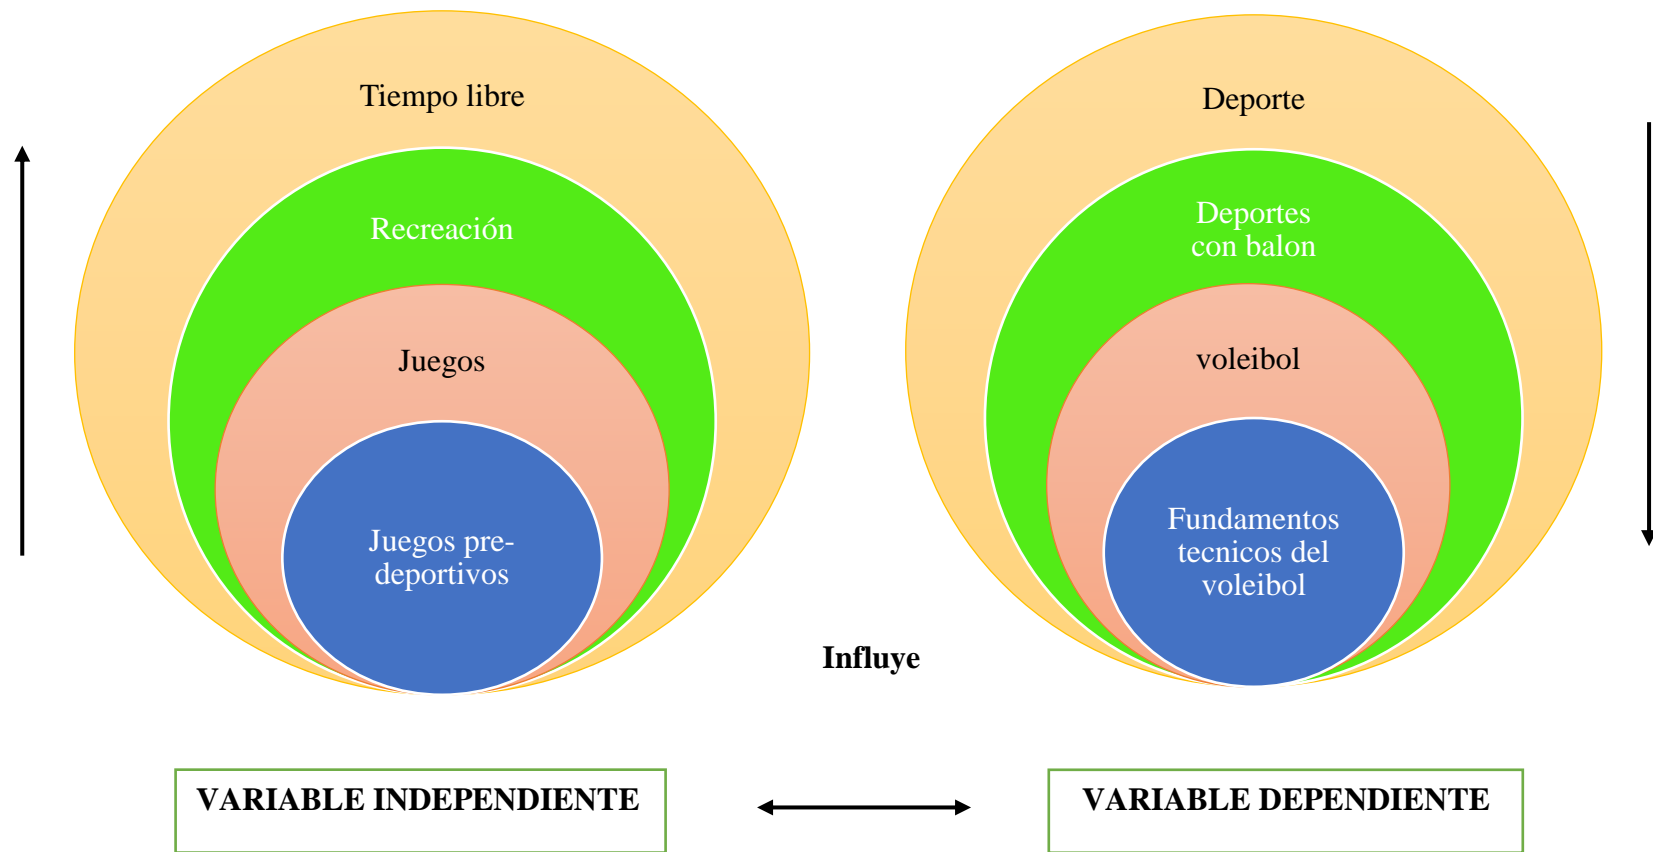 Tiempo libre
Recreación
Juegos
Juegos pre-
deportivos
Deporte
Deportes
con balon
voleibol
Fundamentos
tecnicos del
voleibol
Influye
VARIABLE INDEPENDIENTE
VARIABLE DEPENDIENTE